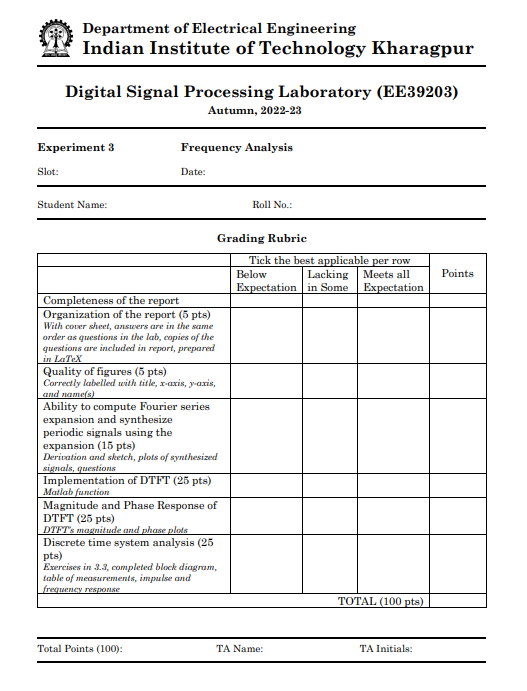 Department of Electrical Engineering
Indian Institute of Technology Kharagpur
Digital Signal Processing Laboratory (EE39203)
Autumn, 2022-23
Experiment 3 Frequency Analysis
Slot: Date:
Student Name: Roll No.:
Grading Rubric
Tick the best applicable per row
Below Expectation Lacking in Some Meets all Expectation Points
Completeness of the report
Organization of the report (5 pts)
With cover sheet, answers are in the same
order as questions in the lab, copies of the
questions are included in report, prepared
in LaTeX
Quality of figures (5 pts)
Correctly labelled with title, x-axis, y-axis,
and name(s)
Ability to compute Fourier series
expansion and synthesize
periodic signals using the
expansion (15 pts)
Derivation and sketch, plots of synthesized
signals, questions
Implementation of DTFT (25 pts)
Matlab function
Magnitude and Phase Response of
DTFT (25 pts)
DTFT's magnitude and phase plots
Discrete time system analysis (25
pts)
Exercises in 3.3, completed block diagram,
table of measurements, impulse and
frequency response
TOTAL (100 pts)
Total Points (100): TA Name: TA Initials: